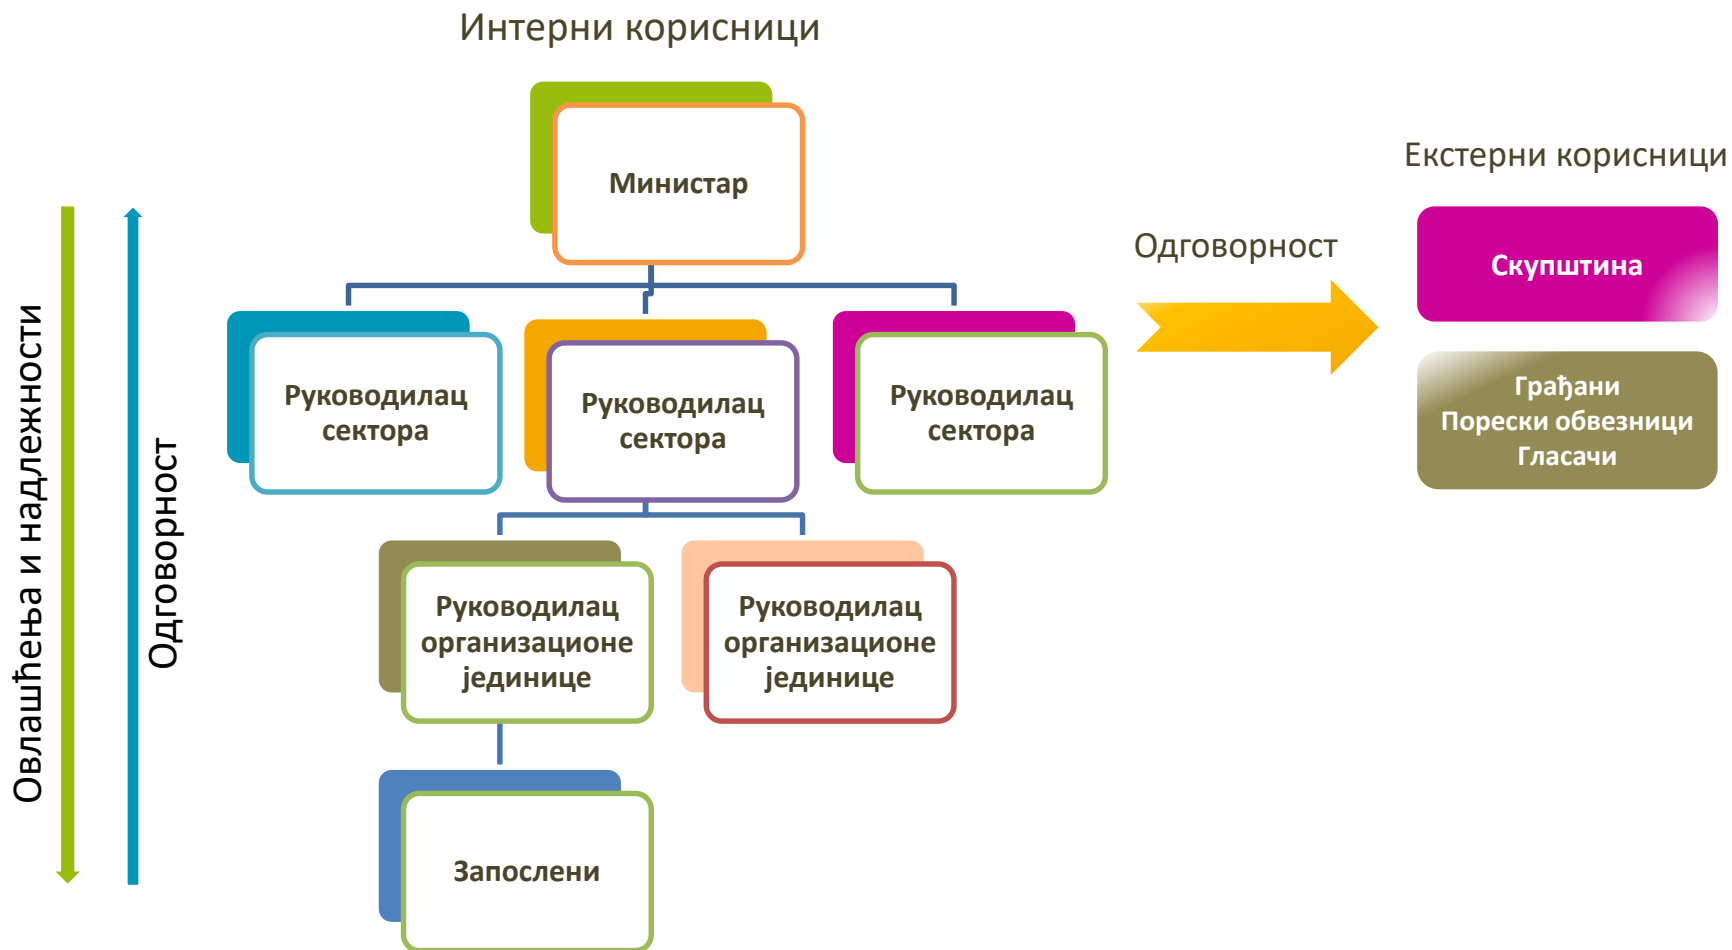 Интерни корисници
Министар
Екстерни корисници
Одговорност
Скупштина
Грађани
Порески обвезници
Гласачи
Овлашћења и надлежности
Одговорност
Руководилац
сектора
Руководилац
сектора
Руководилац
сектора
Руководилац
организационе
јединице
Руководилац
организационе
јединице
Запослени